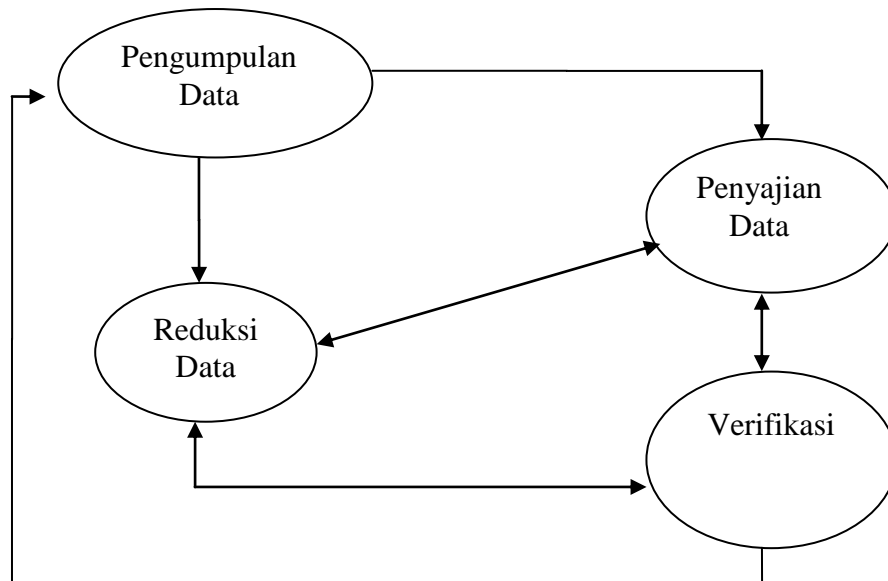 Pengumpulan
Data
Penyajian
Data
Reduksi
Data
Verifikasi